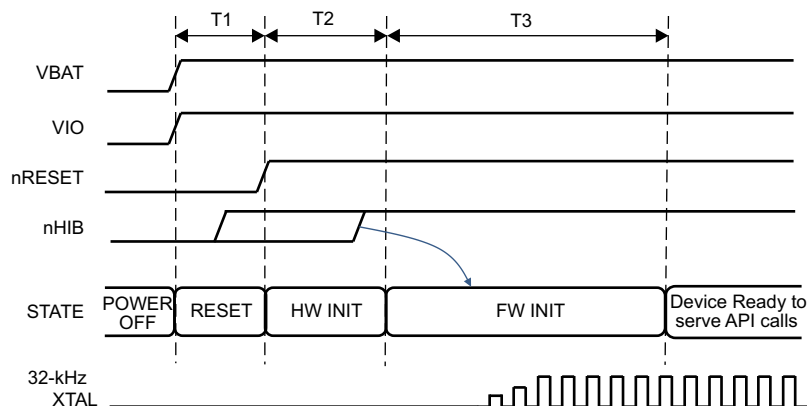 T1 T2 T3
VBAT
VIO
nRESET
nHIB
STATE
POWER
OFF
RESET
HW INIT
FW INIT
Device Ready to
serve API calls
32-kHz
XTAL